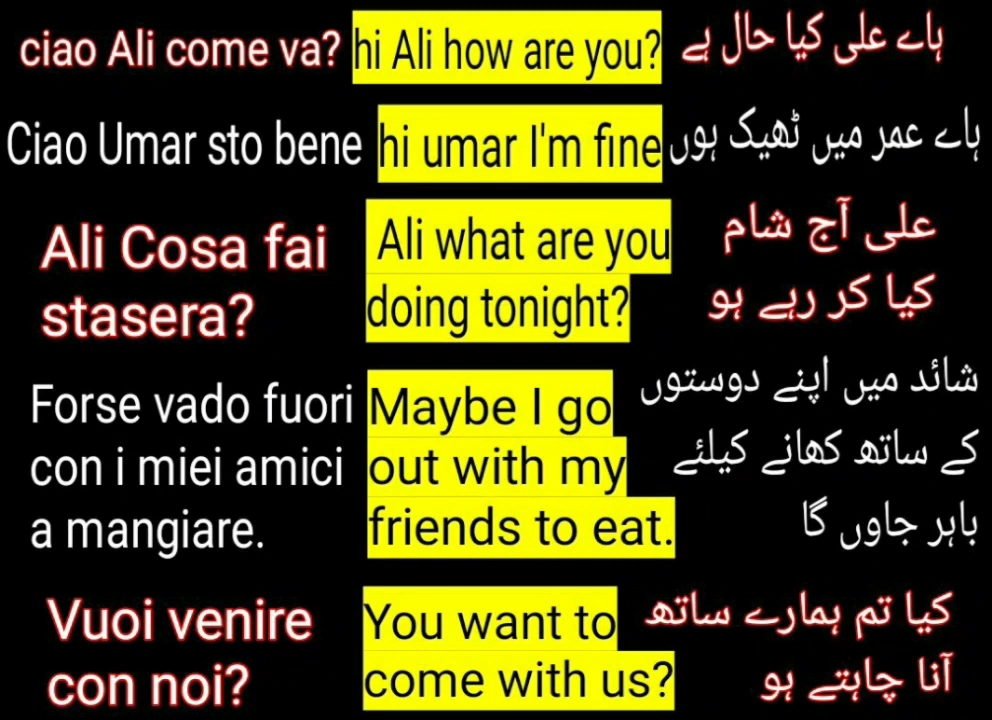 ciao Ali come va? hi Ali how are you? ہاے علی کیا حال ہے
Ciao Umar sto bene hi umar I'm fine ہاے عمر میں ٹھیک ہوں
Ali Cosa fai
stasera?
Ali what are you
doing tonight?
علی آج شام
کیا کر رہے ہو
Forse vado fuori
con i miei amici
a mangiare.
Maybe I go
out with my
friends to eat.
شائد میں اپنے دوستوں
کے ساتھ کھانے کیلئے
باہر جاوں گا
Vuoi venire
con noi?
You want to
come with us?
کیا تم ہمارے ساتھ
آنا چاہتے ہو